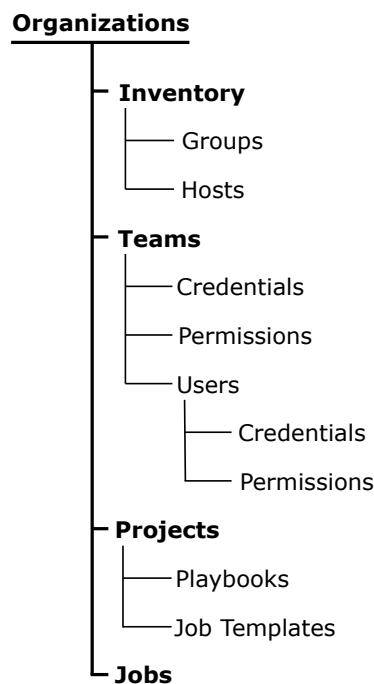 Organizations
Inventory
Groups
Hosts
Teams
Credentials
Permissions
Users
Credentials
Permissions
Projects
Playbooks
Job Templates
Jobs